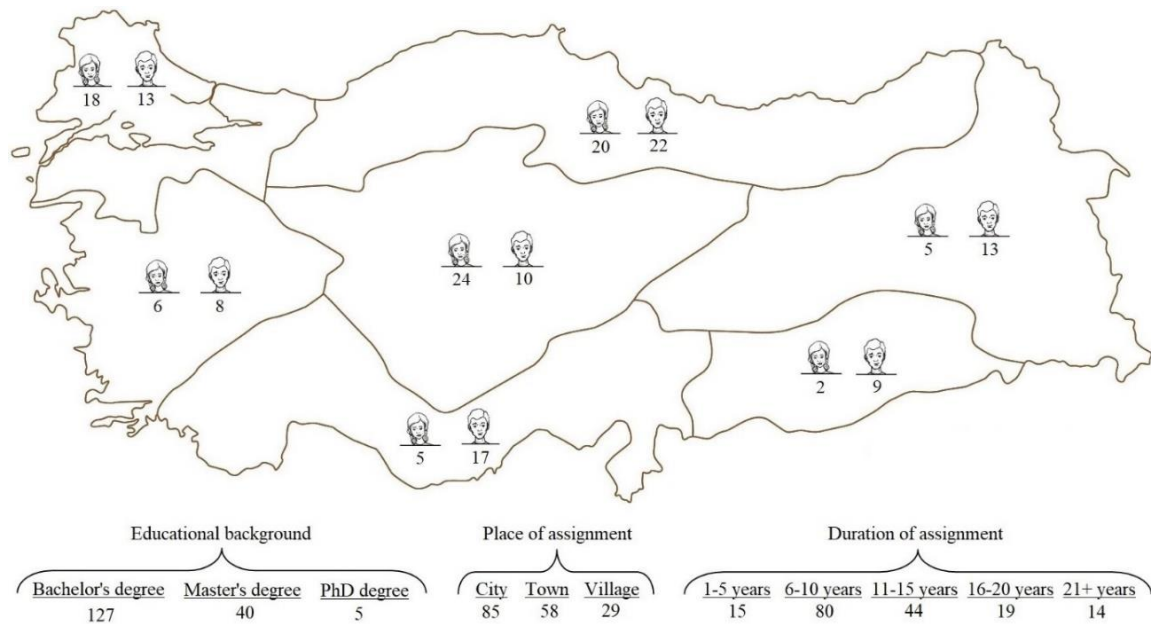 18 13
20 22
5 13
24 10
6 8
2 9
5 17
Educational background Place of assignment Duration of assignment
Bachelor's degree Master's degree PhD degree City Town Village 1-5 years 6-10 years 11-15 years 16-20 years 21+ years
127 40 5 85 58 29 15 80 44 19 14